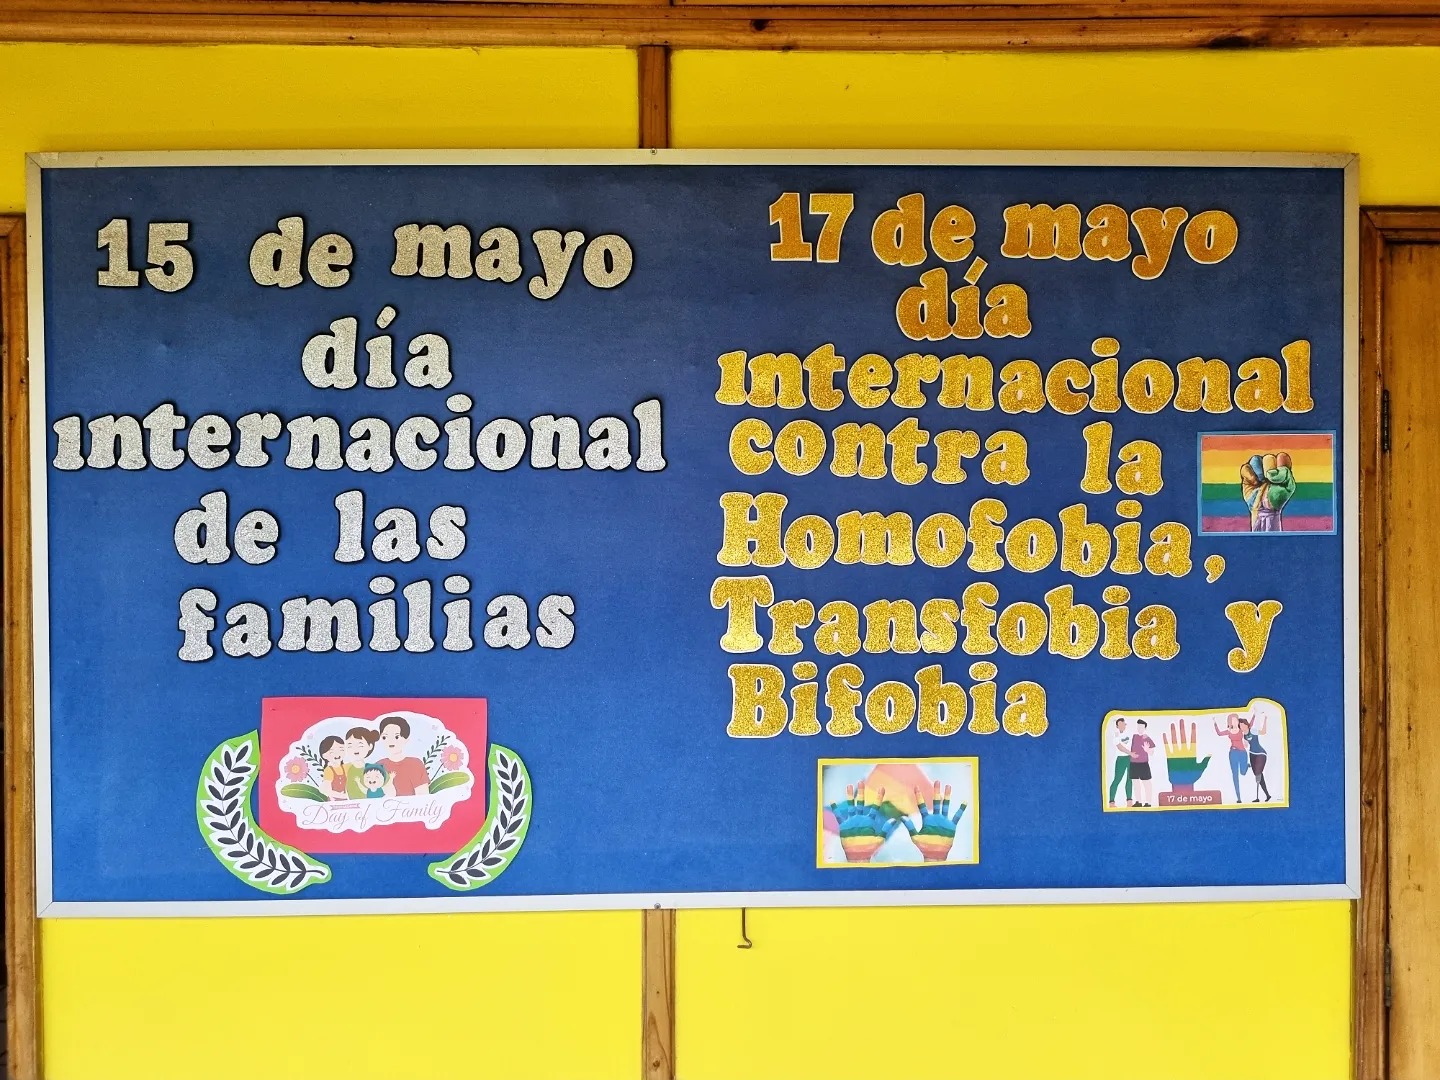 15 de mayo
día
internacional
de las
familias
Day of Family
17 de mayo
día
internacional
contra la
Homofobia,
Transfobia y
Bifobia
17 de mayo